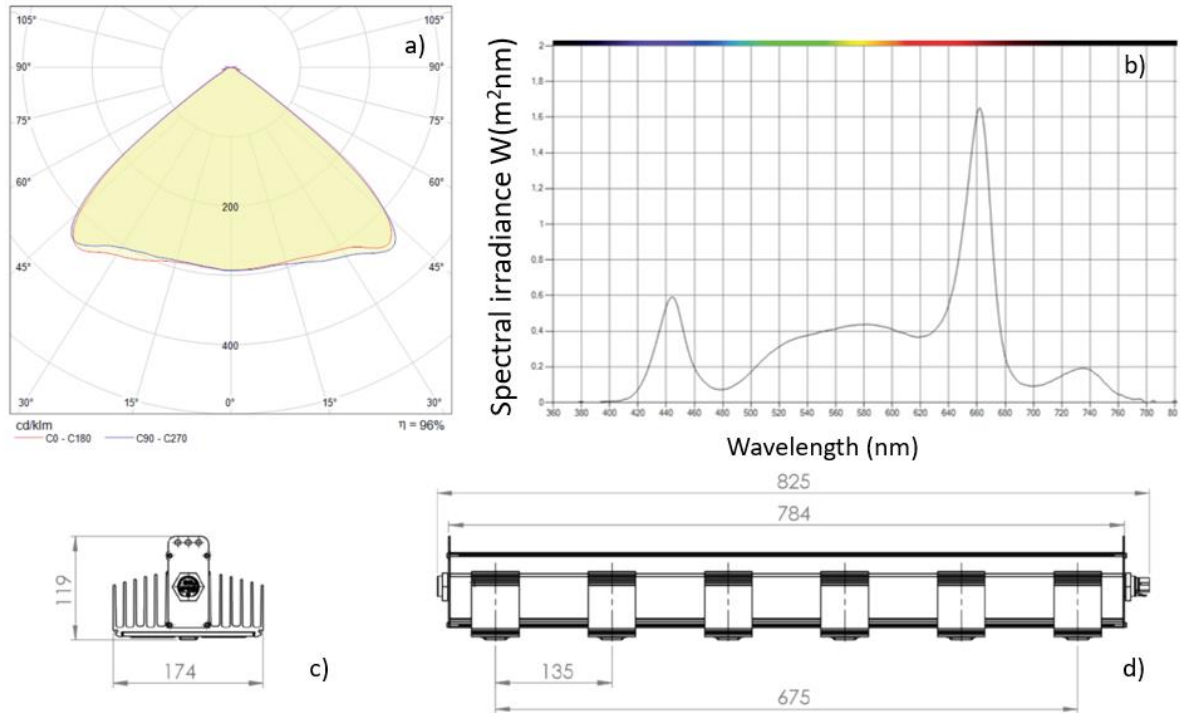 105° 105°
a)
90° 90°
75° 75°
60° 60°
200
45° 45°
400
30° 15° 0° 15° 30°
cd/klm η = 96%
C0 - C180 C90 - C270
Spectral irradiance W(m²nm)
b)
2
1,8
1,6
1,4
1,2
1
0,8
0,6
0,4
0,2
0
360 380 400 420 440 460 480 500 520 540 560 580 600 620 640 660 680 700 720 740 760 780 80
Wavelength (nm)
119
174
c)
825
784
135
675
d)